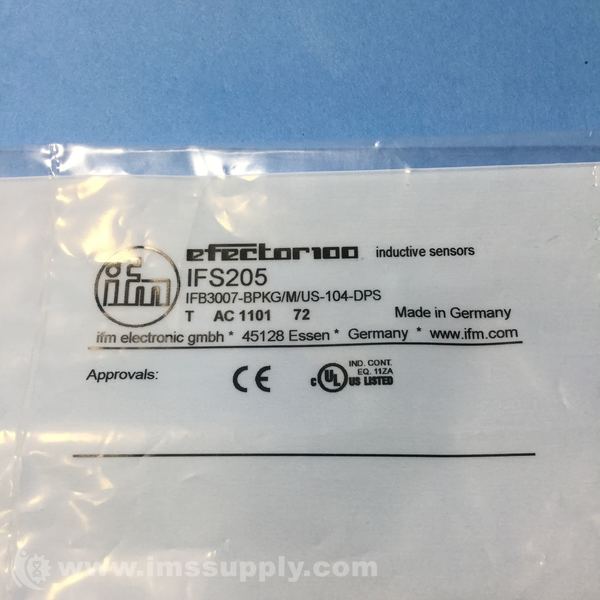 ifm
efector100 inductive sensors
IFS205
IFB3007-BPKG/M/US-104-DPS
T AC 1101 72 Made in Germany
ifm electronic gmbh * 45128 Essen * Germany * www.ifm.com
Approvals: CE c UL US LISTED
IND. CONT.
EQ. 11ZA
www.imssupply.com